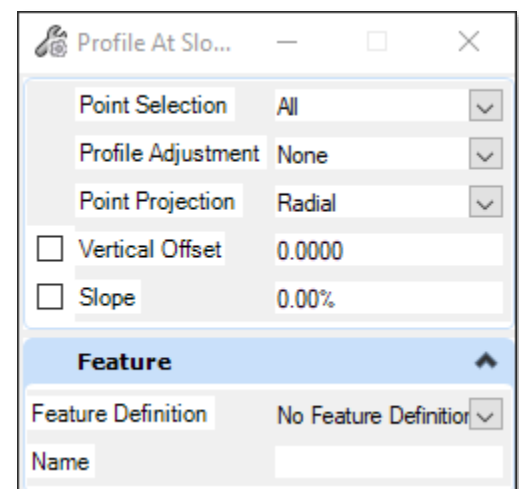 Profile At Slo...
Point Selection All
Profile Adjustment None
Point Projection Radial
Vertical Offset 0.0000
Slope 0.00%
Feature
Feature Definition No Feature Definition
Name